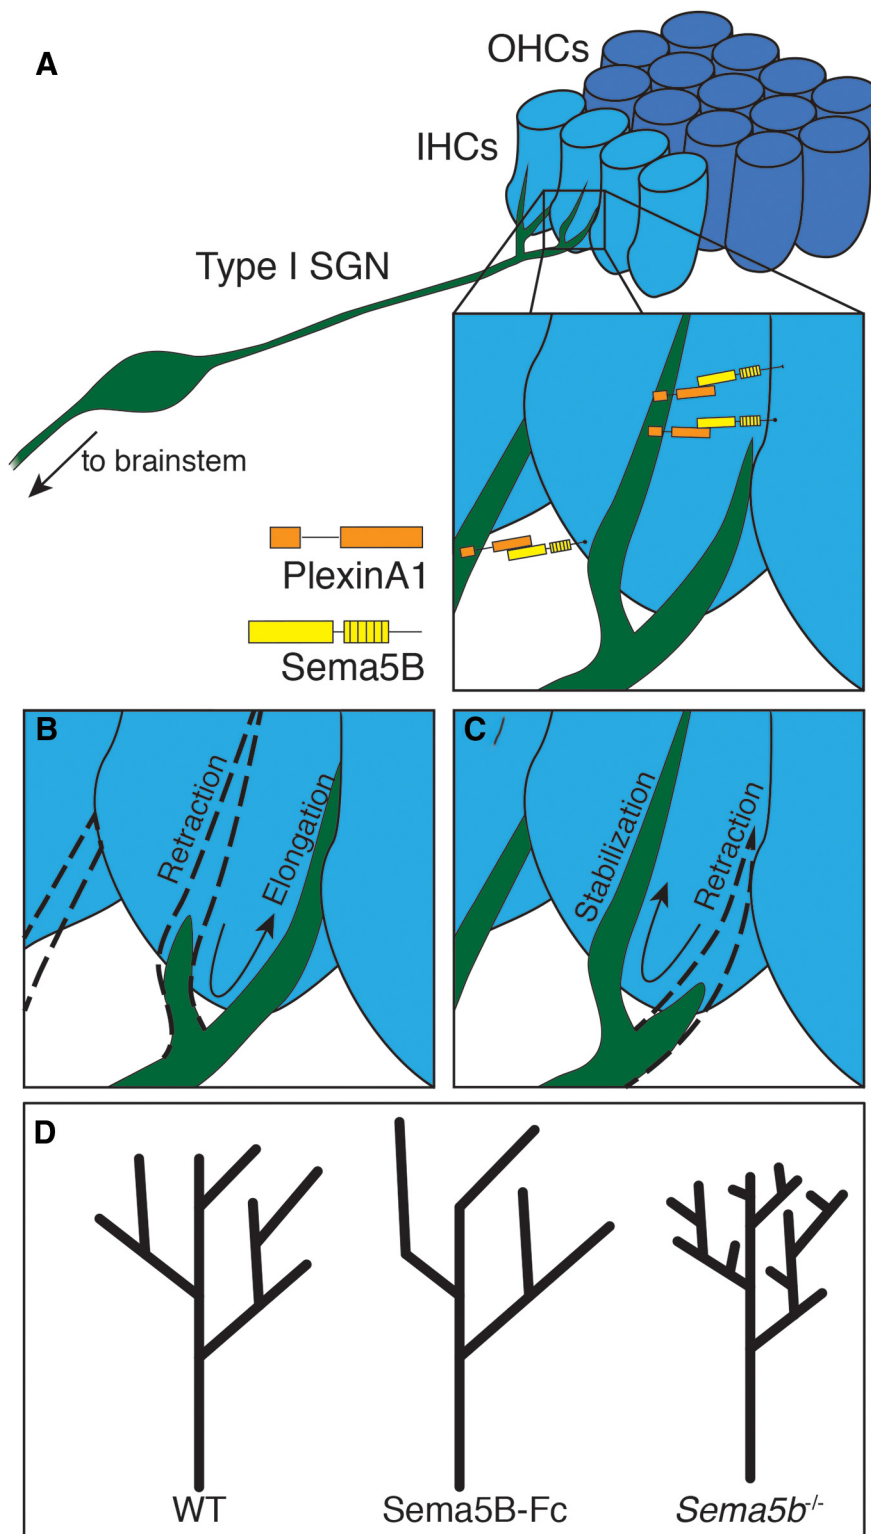 A
OHCs
IHCs
Type I SGN
to brainstem
PlexinA1
Sema5B
B
Retraction
Elongation
C
Stabilization
Retraction
D
WT
Sema5B-Fc
Sema5b-/-